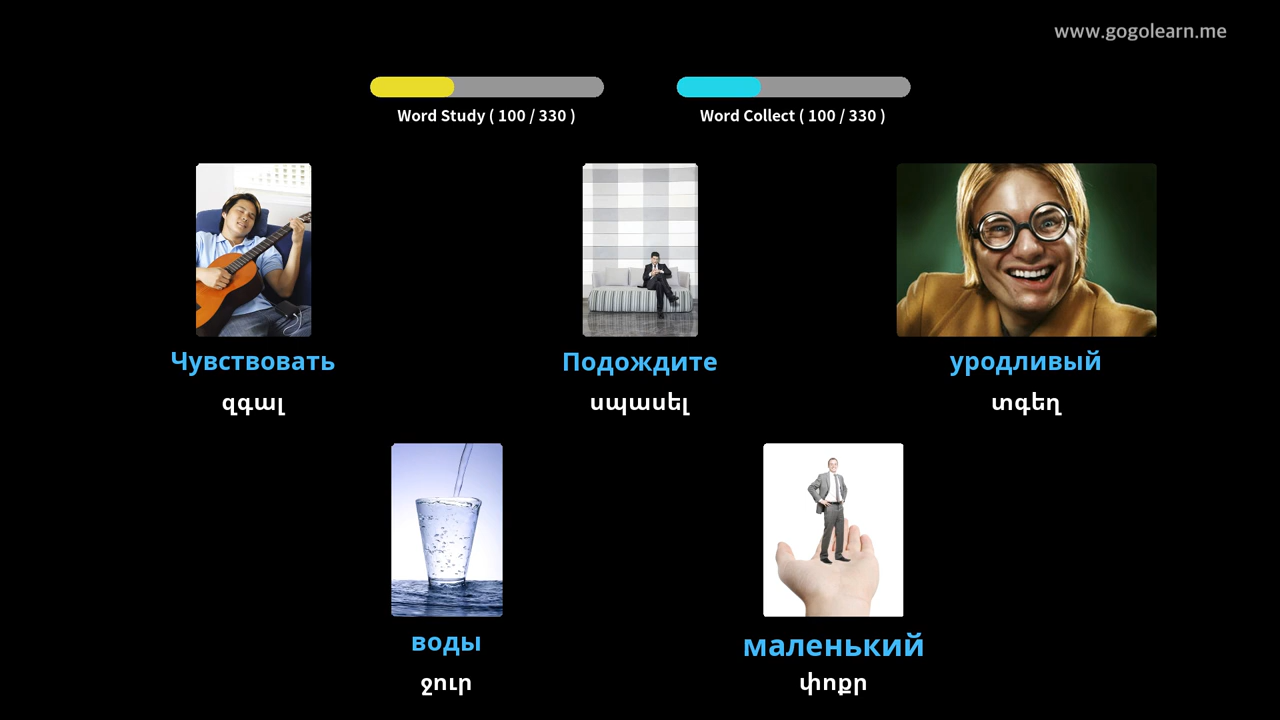 www.gogolearn.me
Word Study ( 100 / 330 )
Word Collect ( 100 / 330 )
Чувствовать
զգալ
Подождите
սպասել
уродливый
տգեղ
воды
ջուր
маленький
փոքր